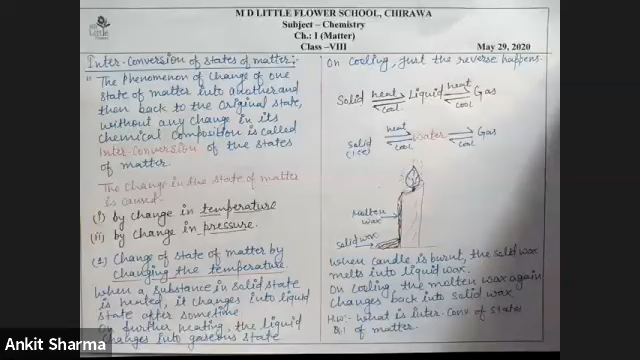 M D LITTLE FLOWER SCHOOL, CHIRAWA
Subject – Chemistry
Ch.: 1 (Matter)
Class –VIII
May 29, 2020
Inter-Conversion of states of matter:-
" The Phenomenon of change of one
state of matter into another and
then back to the original state,
without any change in its
chemical composition is called
Inter-Conversion of the states
of matter.
The change in the state of matter
is caused
(i) by change in temperature
(ii) by change in pressure.
(1) Change of state of matter by
changing the temperature.
When a substance in solid state
is heated, it changes into liquid
state after sometime
On further heating, the liquid
changes into gaseous state
On cooling, just the reverse happens.
Solid heat cool Liquid heat cool Gas
Solid (ice) heat cool water cool Gas
Molten wax
Solid wax
When candle is burnt, the solid wax
melts into liquid wax.
On cooling, the molten wax again
changes back into solid wax.
H.W:- What is Inter-Conv of States
Q.1 of matter.
Ankit Sharma